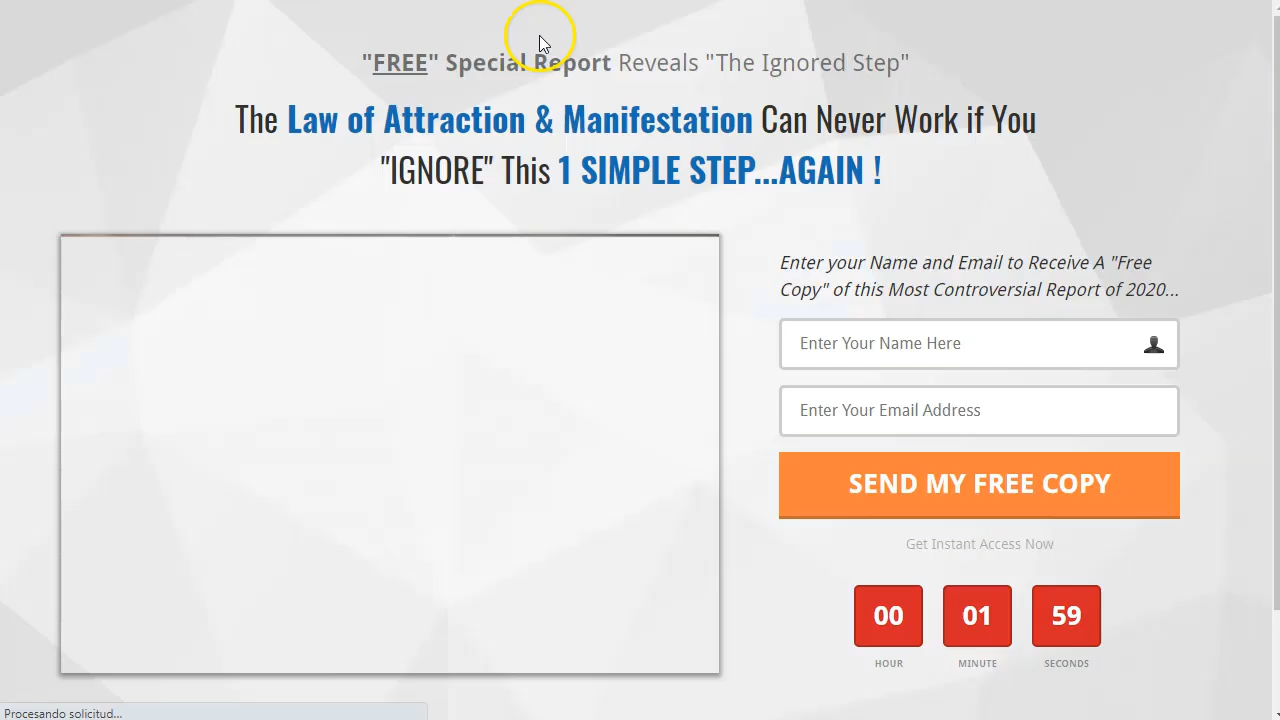 "FREE" Special Report Reveals "The Ignored Step"
The Law of Attraction & Manifestation Can Never Work if You
"IGNORE" This 1 SIMPLE STEP...AGAIN !
Enter your Name and Email to Receive A "Free
Copy" of this Most Controversial Report of 2020...
Enter Your Name Here
Enter Your Email Address
SEND MY FREE COPY
Get Instant Access Now
00 01 59
HOUR MINUTE SECONDS
Procesando solicitud...